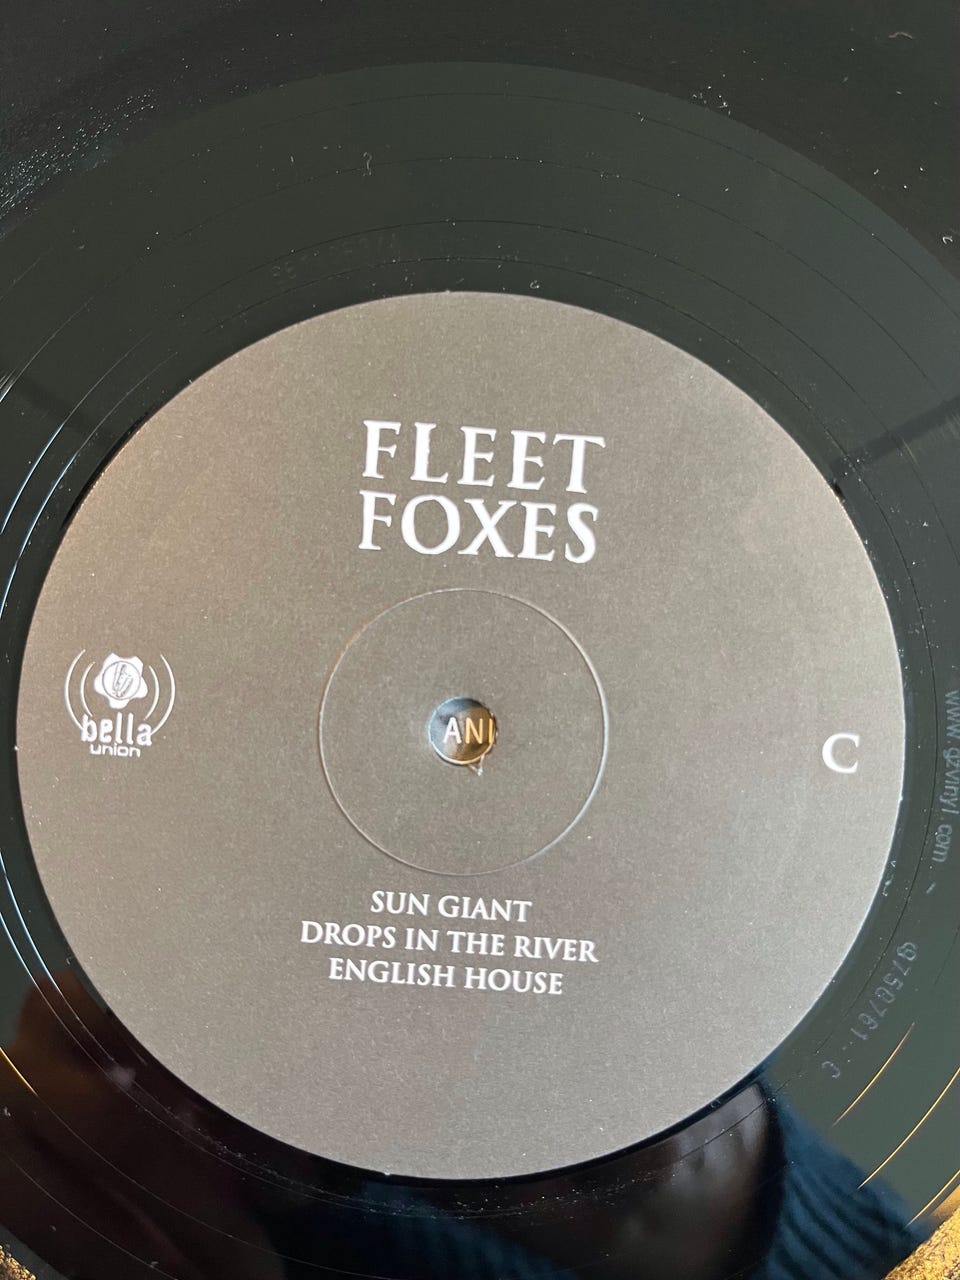 FLEET
FOXES
bella
union
ANI
C
SUN GIANT
DROPS IN THE RIVER
ENGLISH HOUSE
www.gzvinyl.com